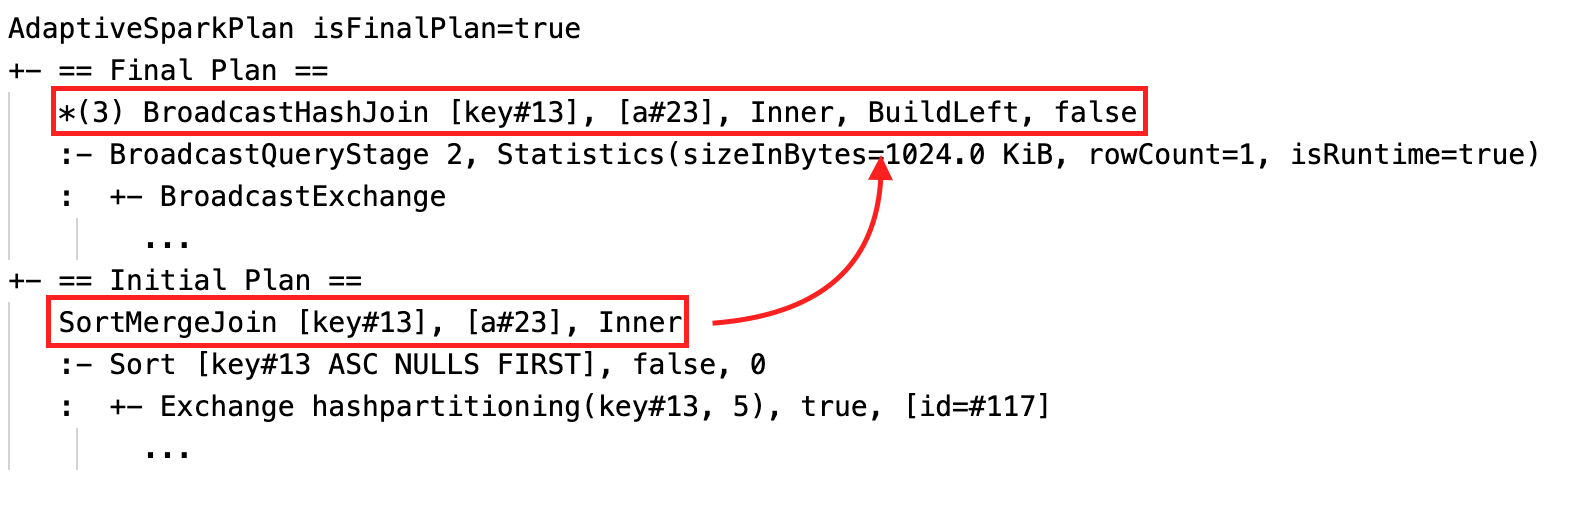 AdaptiveSparkPlan isFinalPlan=true
+- == Final Plan ==
*(3) BroadcastHashJoin [key#13], [a#23], Inner, BuildLeft, false
:- BroadcastQueryStage 2, Statistics(sizeInBytes=1024.0 KiB, rowCount=1, isRuntime=true)
: +- BroadcastExchange
...
+- == Initial Plan ==
SortMergeJoin [key#13], [a#23], Inner
:- Sort [key#13 ASC NULLS FIRST], false, 0
: +- Exchange hashpartitioning(key#13, 5), true, [id=#117]
...